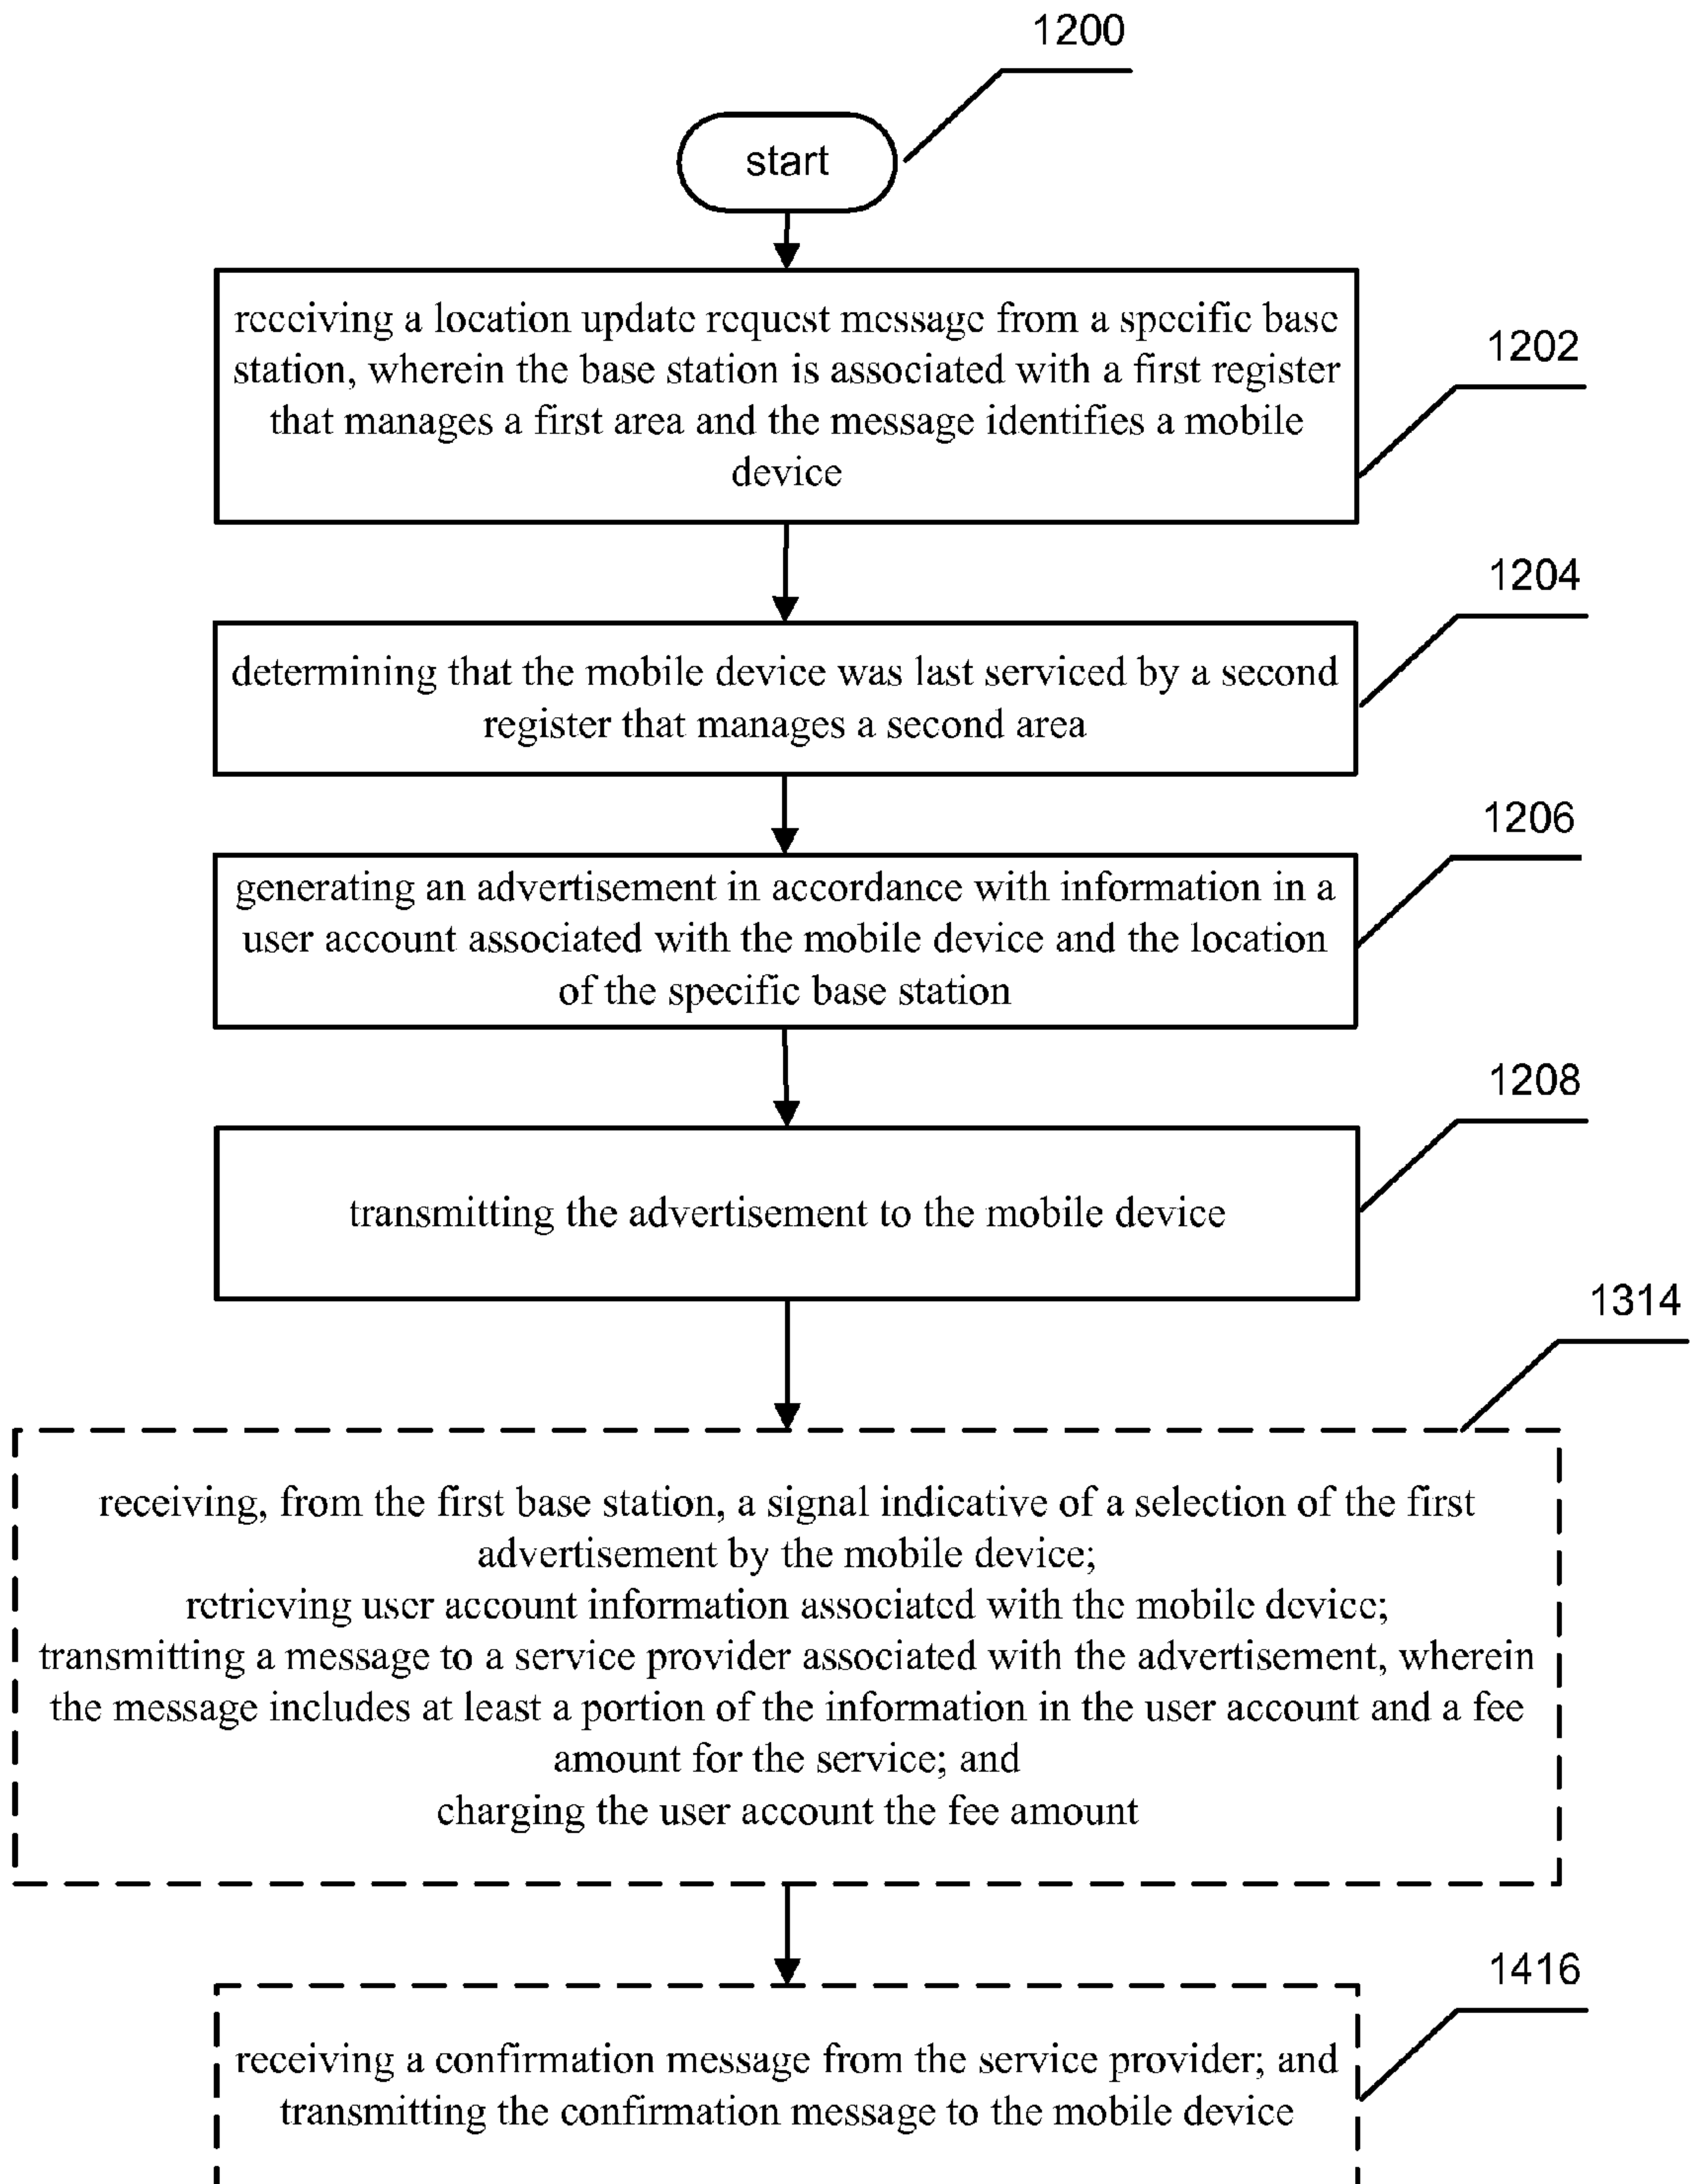 1200
start
receiving a location update request message from a specific base
station, wherein the base station is associated with a first register
that manages a first area and the message identifies a mobile
device
1202
determining that the mobile device was last serviced by a second
register that manages a second area
1204
generating an advertisement in accordance with information in a
user account associated with the mobile device and the location
of the specific base station
1206
transmitting the advertisement to the mobile device
1208
receiving, from the first base station, a signal indicative of a selection of the first
advertisement by the mobile device;
retrieving user account information associated with the mobile device;
transmitting a message to a service provider associated with the advertisement, wherein
the message includes at least a portion of the information in the user account and a fee
amount for the service; and
charging the user account the fee amount
1314
receiving a confirmation message from the service provider; and
transmitting the confirmation message to the mobile device
1416